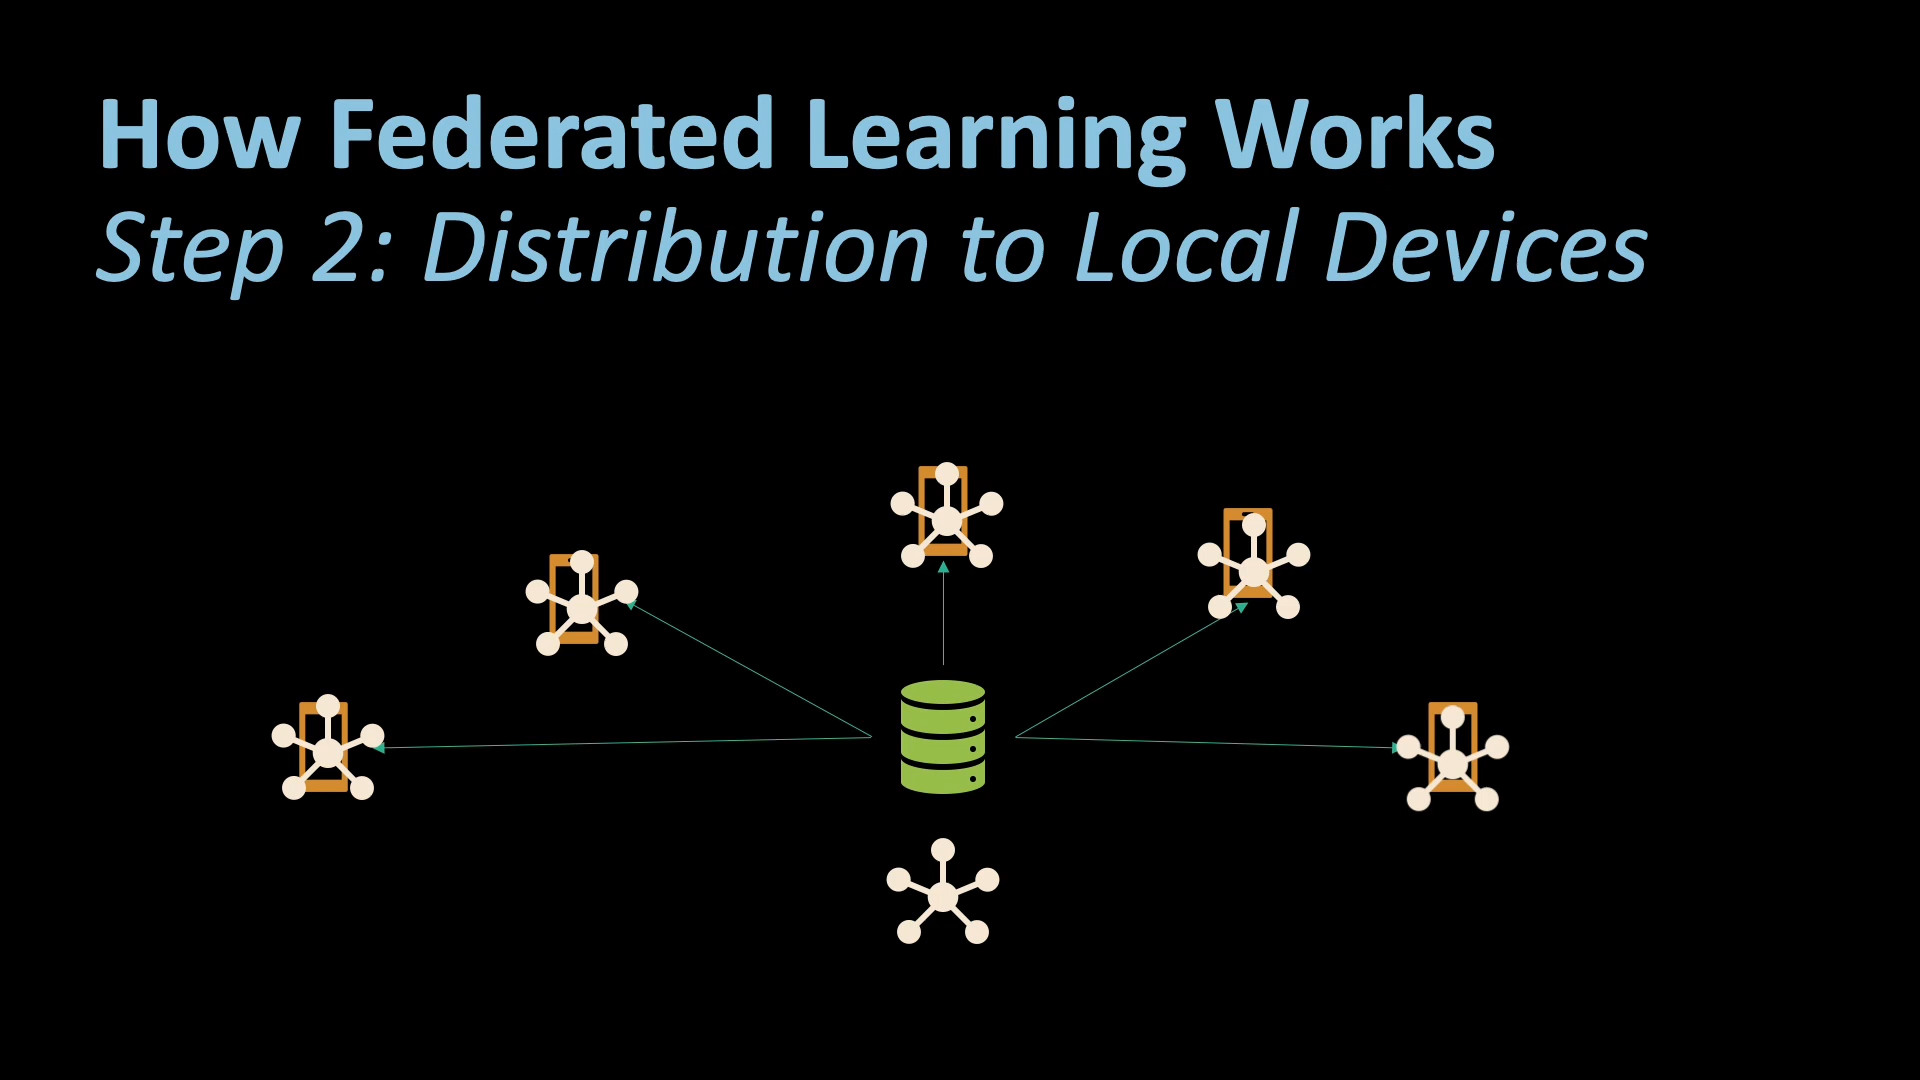 How Federated Learning Works
Step 2: Distribution to Local Devices